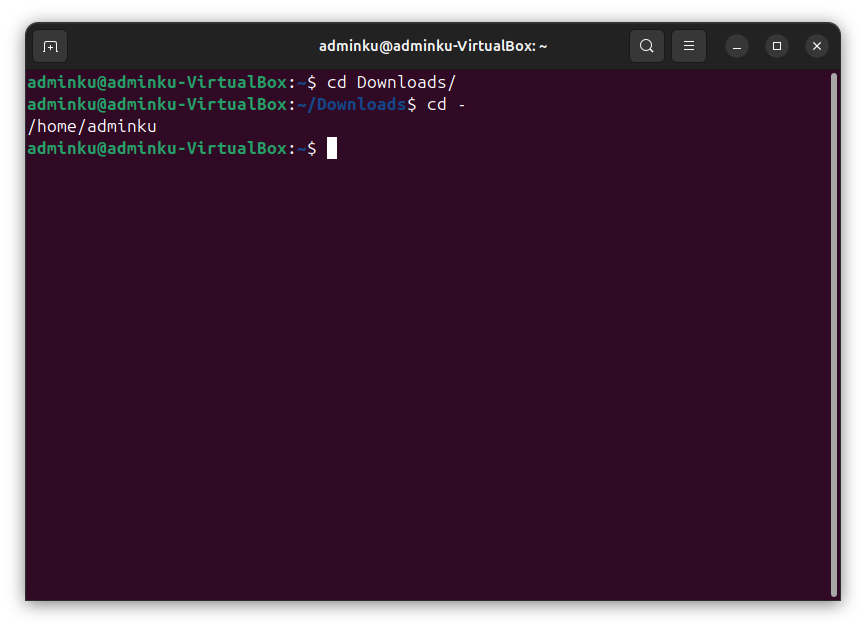 adminku@adminku-VirtualBox: ~
adminku@adminku-VirtualBox:~$ cd Downloads/
adminku@adminku-VirtualBox:~/Downloads$ cd -
/home/adminku
adminku@adminku-VirtualBox:~$